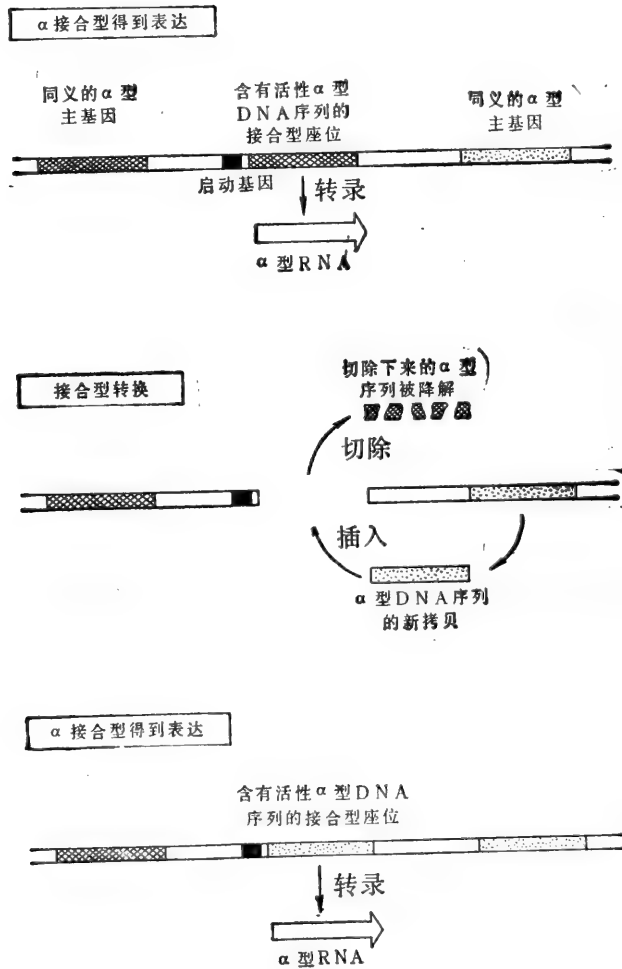 α接合型得到表达
同义的α型
主基因
含有活性α型
DNA序列的
接合型座位
同义的α型
主基因
启动基因
转录
α型RNA
接合型转换
切除下来的α型
序列被降解
切除
插入
α型DNA序列
的新拷贝
α接合型得到表达
含有活性α型DNA
序列的接合型座位
转录
α型RNA